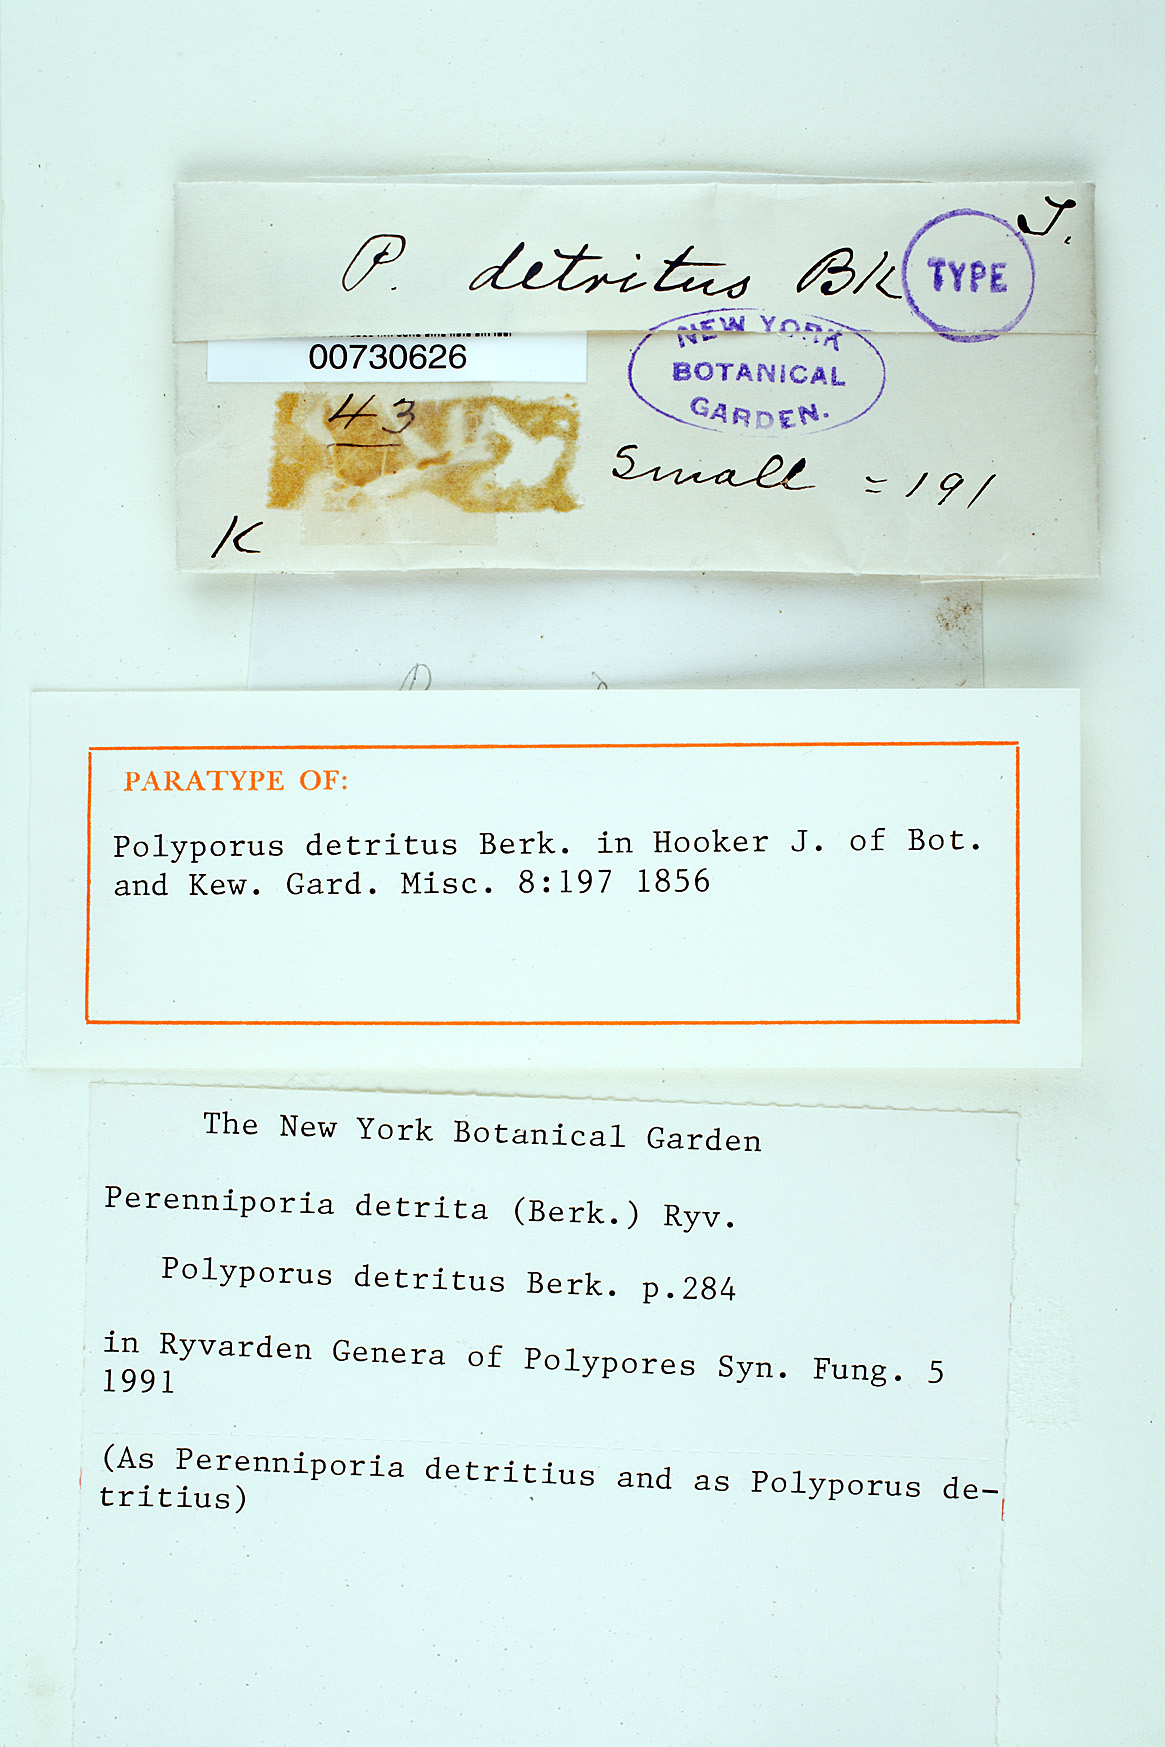 T.
P. detritus Bk
TYPE
NEW YORK
BOTANICAL
GARDEN.
00730626
43
Small = 191
K
PARATYPE OF:
Polyporus detritus Berk. in Hooker J. of Bot.
and Kew. Gard. Misc. 8:197 1856
The New York Botanical Garden
Perenniporia detrita (Berk.) Ryv.
Polyporus detritus Berk. p.284
in Ryvarden Genera of Polypores Syn. Fung. 5
1991
(As Perenniporia detritius and as Polyporus de-
tritius)